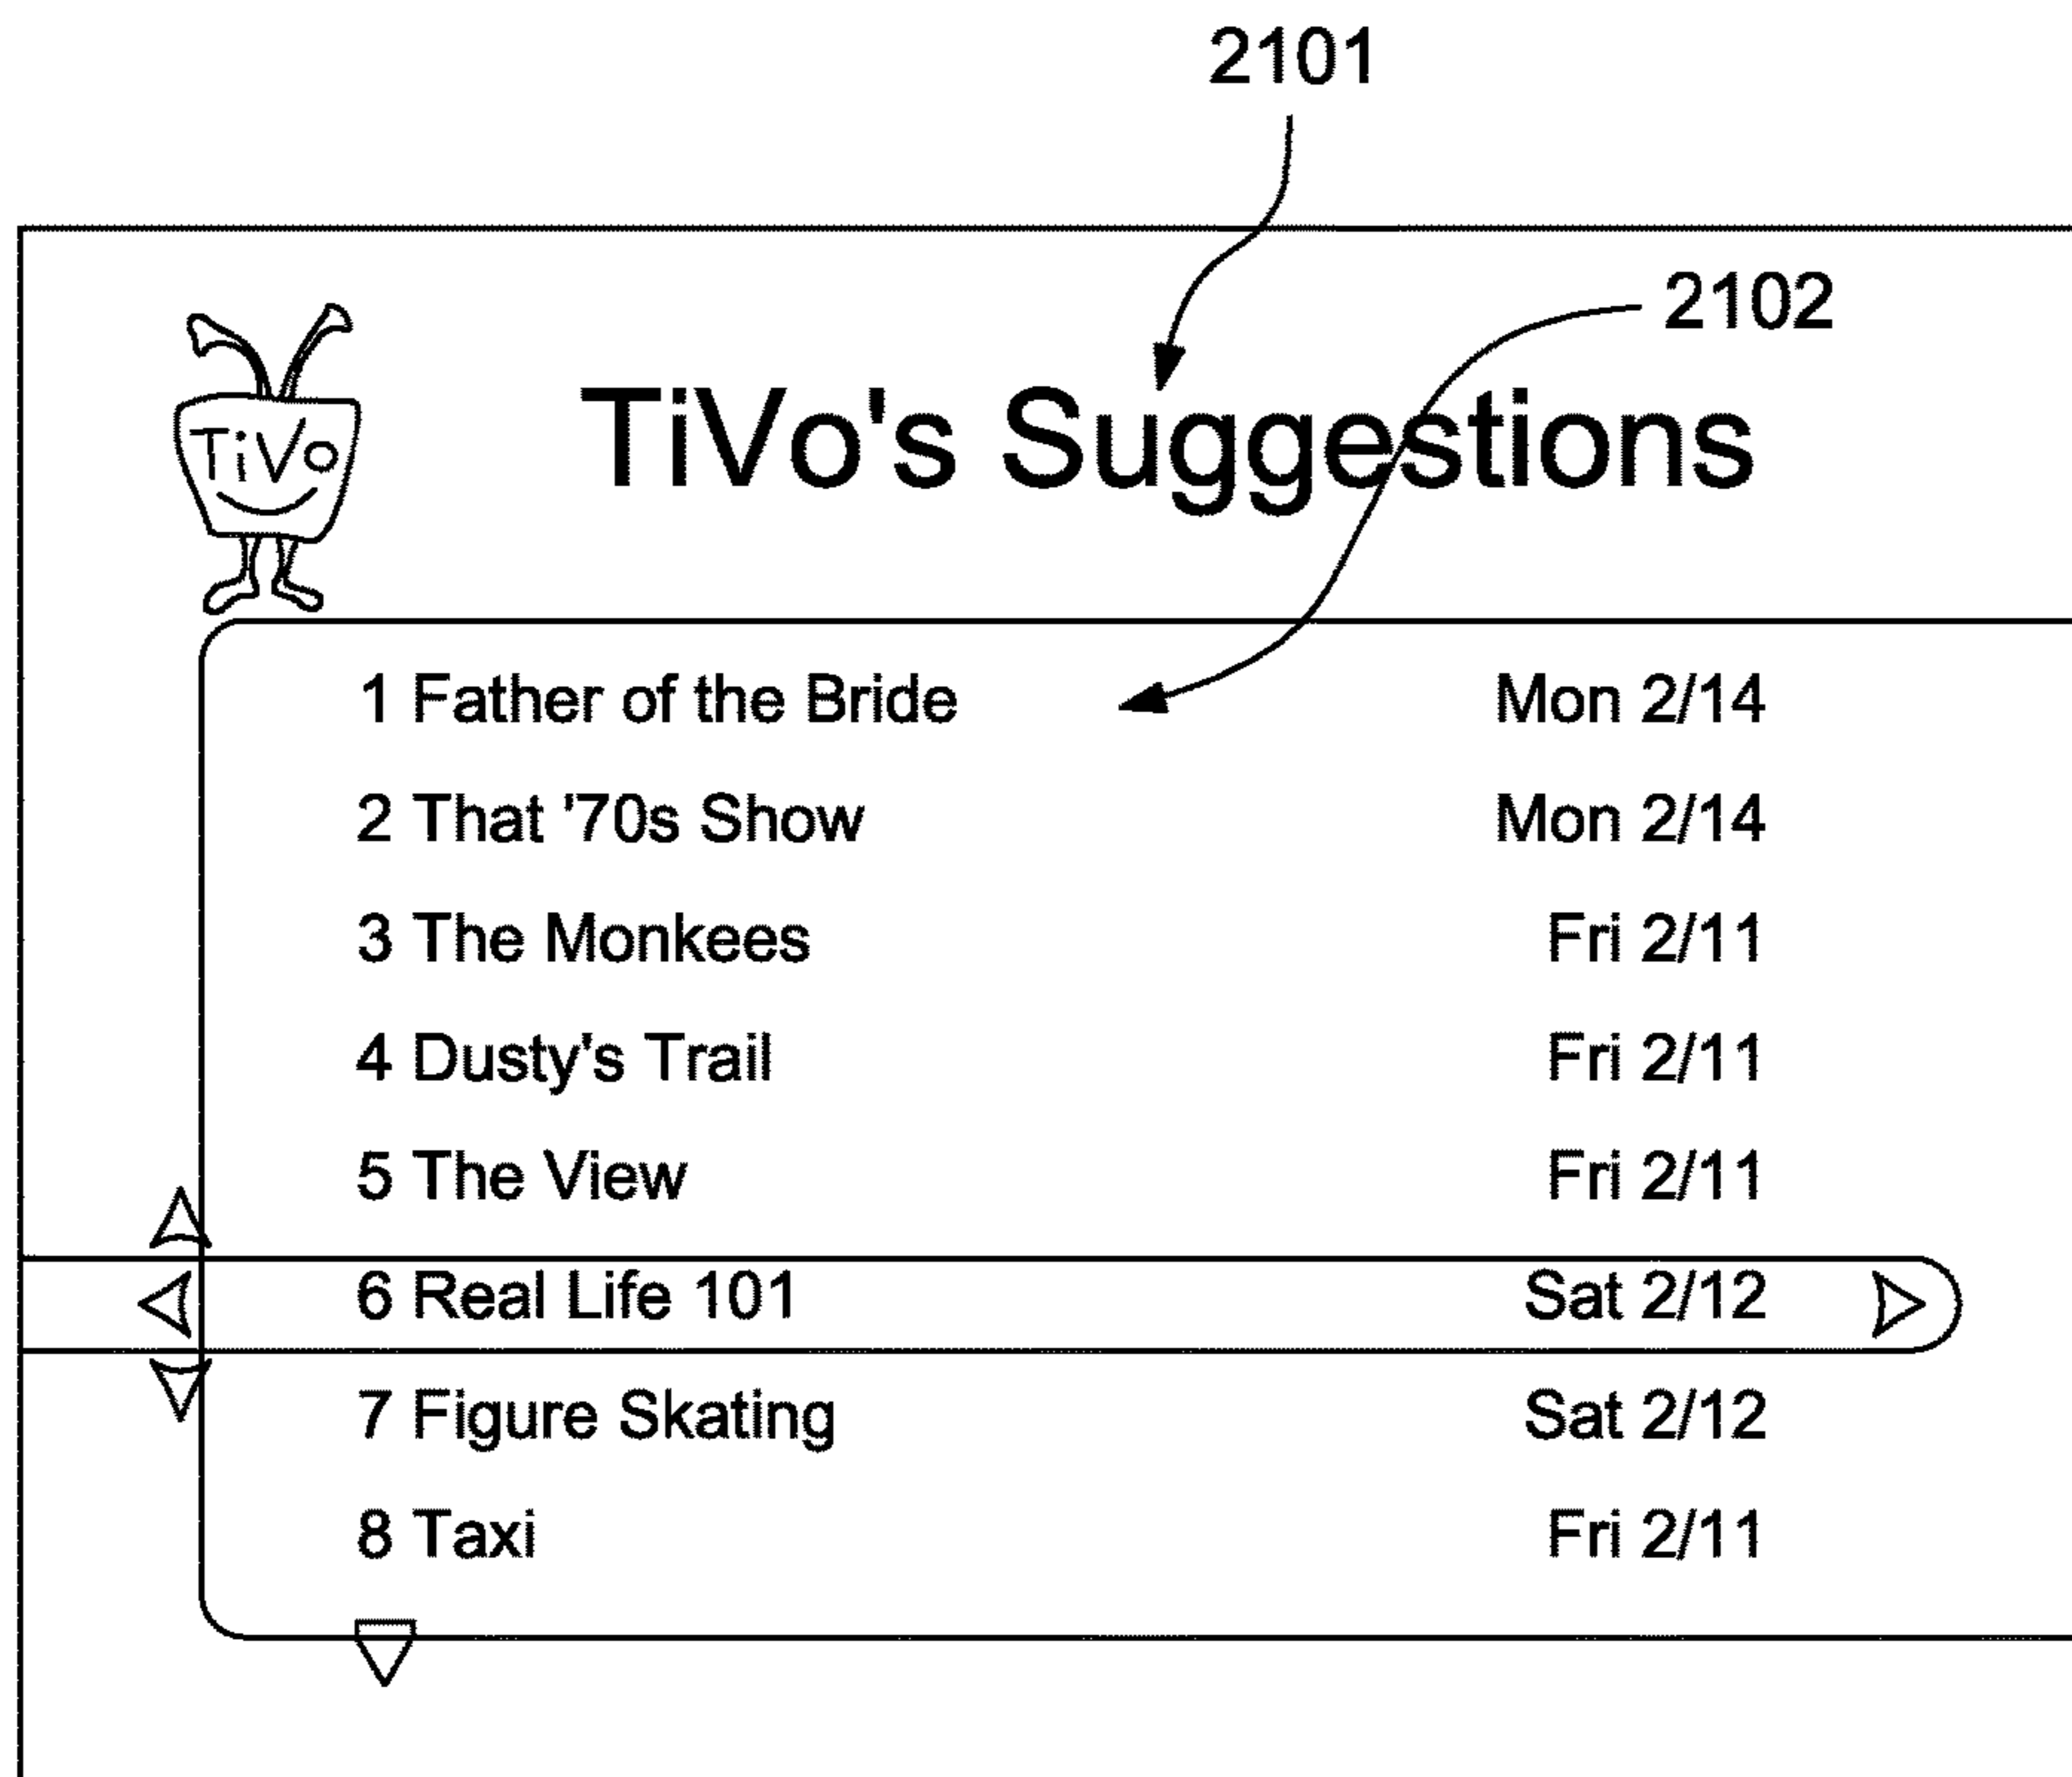 2101
2102
TiVo
TiVo's Suggestions
1 Father of the Bride Mon 2/14
2 That '70s Show Mon 2/14
3 The Monkees Fri 2/11
4 Dusty's Trail Fri 2/11
5 The View Fri 2/11
6 Real Life 101 Sat 2/12
7 Figure Skating Sat 2/12
8 Taxi Fri 2/11